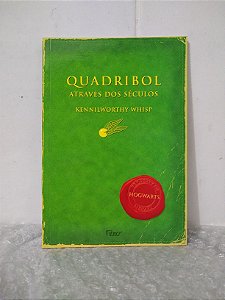 QUADRIBOL
ATRAVÉS DOS SÉCULOS
KENNILWORTHY WHISP
HOGWARTS
Rocco